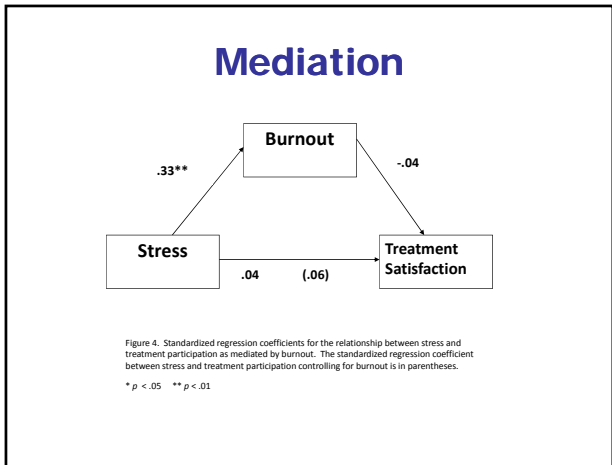 Mediation
Burnout
.33**
-.04
Stress
Treatment
Satisfaction
.04 (.06)
Figure 4. Standardized regression coefficients for the relationship between stress and
treatment participation as mediated by burnout. The standardized regression coefficient
between stress and treatment participation controlling for burnout is in parentheses.
* p < .05 ** p < .01